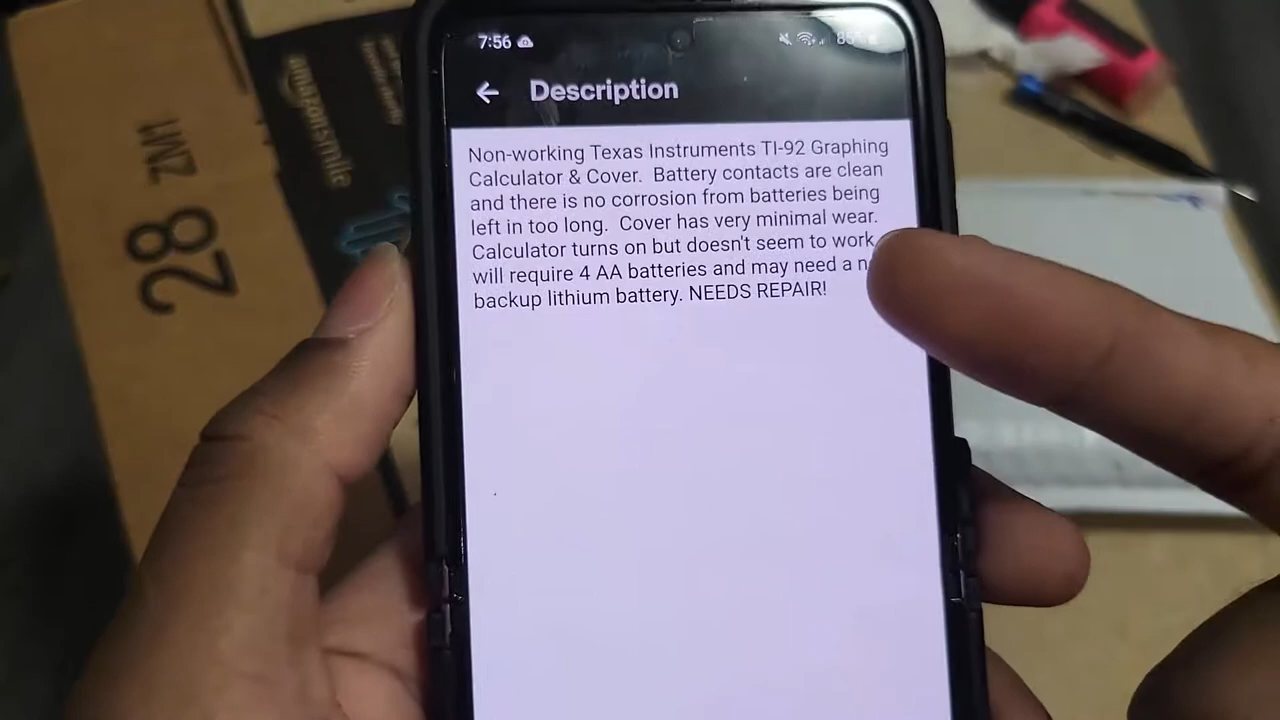 7:56
Description
Non-working Texas Instruments TI-92 Graphing
Calculator & Cover. Battery contacts are clean
and there is no corrosion from batteries being
left in too long. Cover has very minimal wear.
Calculator turns on but doesn't seem to work
will require 4 AA batteries and may need a
backup lithium battery. NEEDS REPAIR!
amazonsmile
28
ZM1